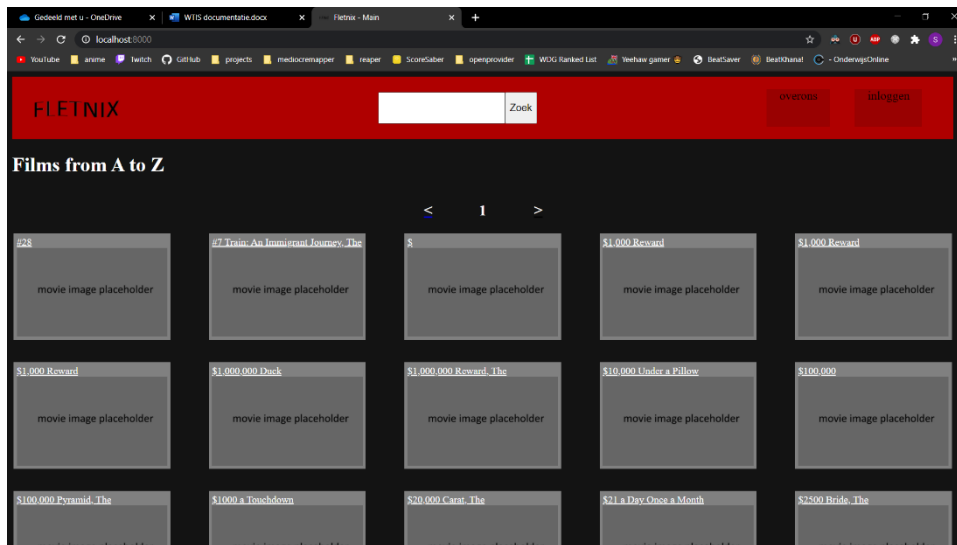 Gedeeld met u - OneDrive
WTIS documentatie.docx
Fletnix - Main
localhost:8000
YouTube anime Twitch GitHub projects mediocremapper reaper ScoreSaber openprovider WDG Ranked List Yeehaw gamer BeatSaver BeatKhana! - OnderwijsOnline
FLETNIX
Zoek
overons
inloggen
Films from A to Z
< 1 >
#28
#7 Train: An Immigrant Journey, The
$
$1,000 Reward
$1,000 Reward
movie image placeholder
movie image placeholder
movie image placeholder
movie image placeholder
movie image placeholder
$1,000 Reward
$1,000,000 Duck
$1,000,000 Reward, The
$10,000 Under a Pillow
$100,000
movie image placeholder
movie image placeholder
movie image placeholder
movie image placeholder
movie image placeholder
$100,000 Pyramid, The
$1000 a Touchdown
$20,000 Carat, The
$21 a Day Once a Month
$2500 Bride, The